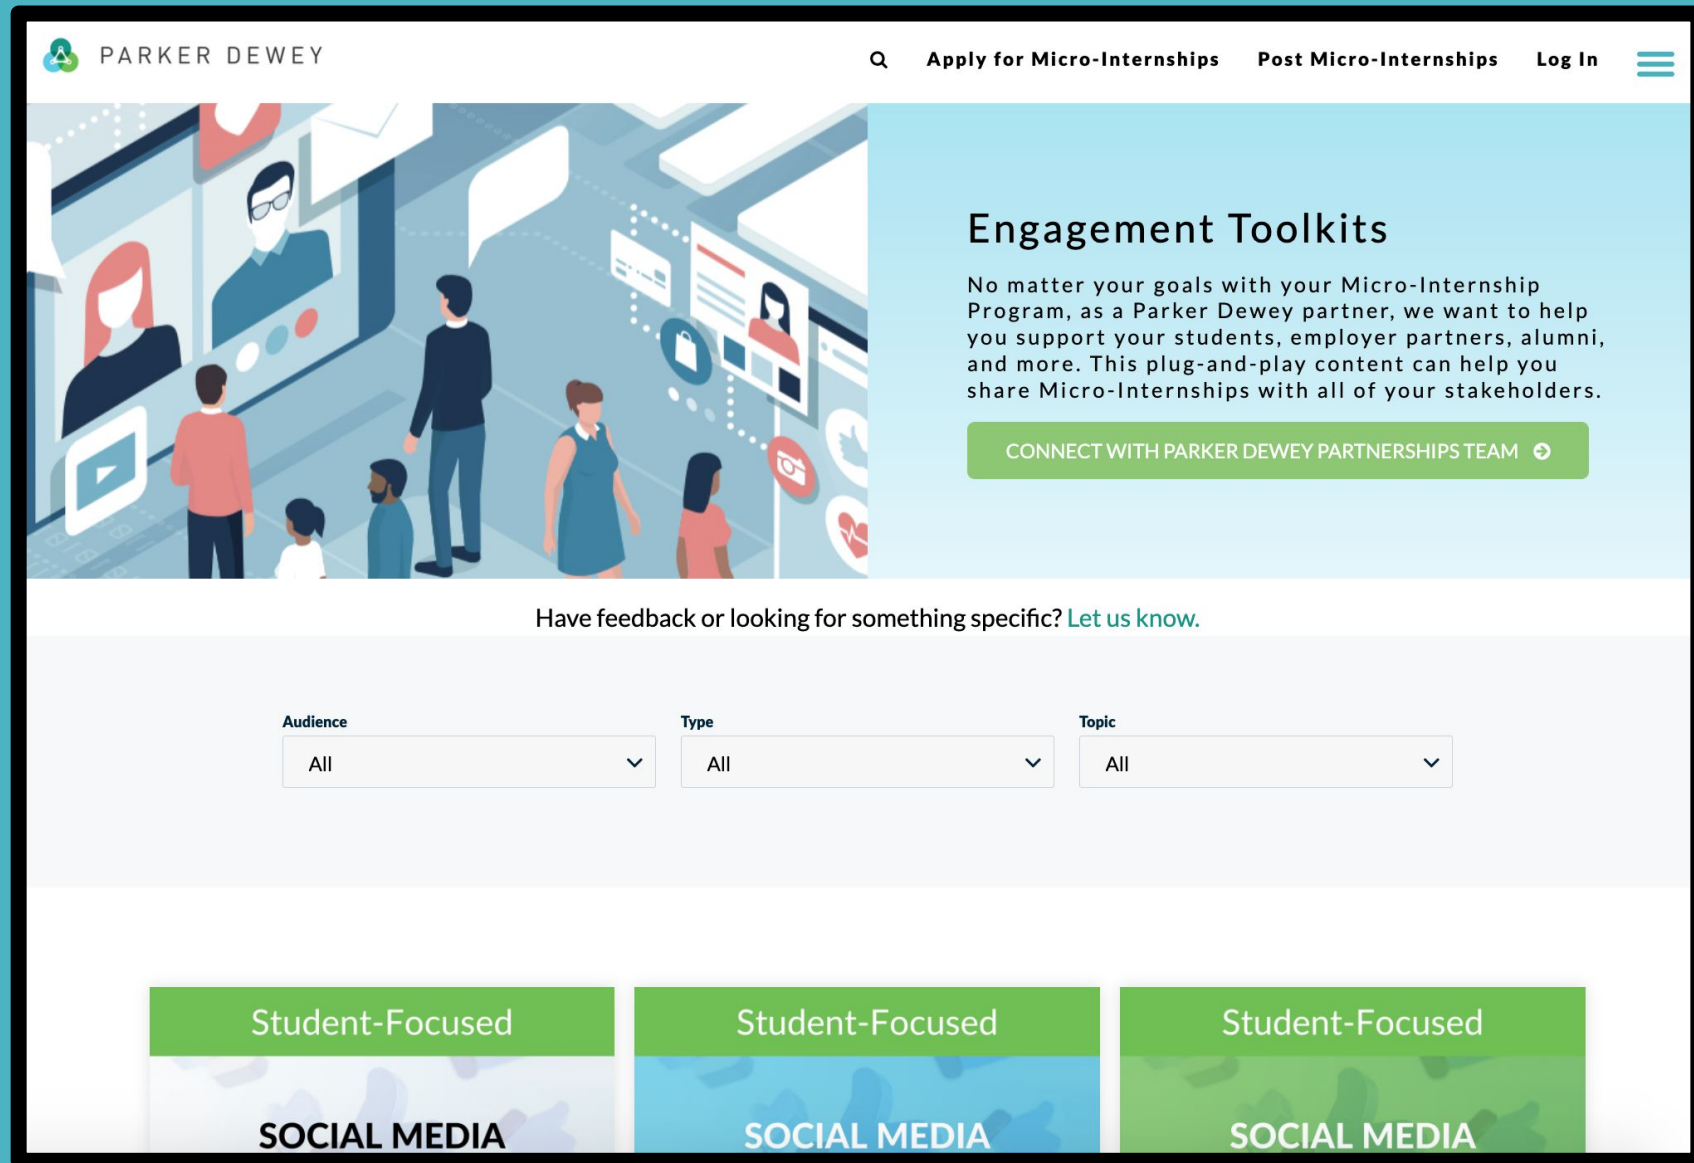 PARKER DEWEY
Apply for Micro-Internships
Post Micro-Internships
Log In
Engagement Toolkits
No matter your goals with your Micro-Internship
Program, as a Parker Dewey partner, we want to help
you support your students, employer partners, alumni,
and more. This plug-and-play content can help you
share Micro-Internships with all of your stakeholders.
CONNECT WITH PARKER DEWEY PARTNERSHIPS TEAM
Have feedback or looking for something specific? Let us know.
Audience
All
Type
All
Topic
All
Student-Focused
SOCIAL MEDIA
Student-Focused
SOCIAL MEDIA
Student-Focused
SOCIAL MEDIA